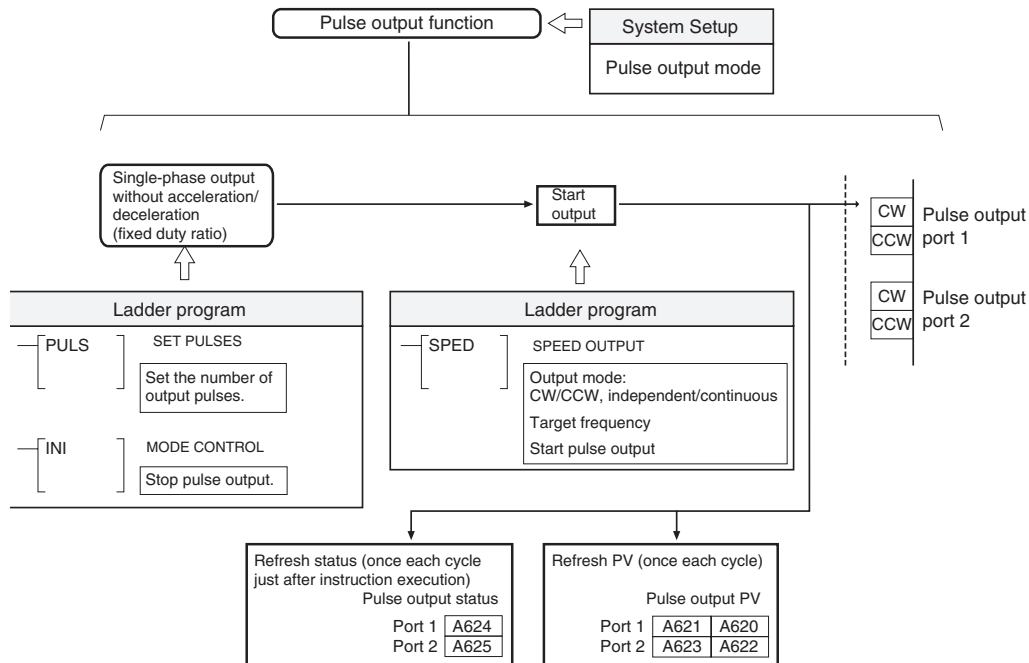 Pulse output function
System Setup
Pulse output mode
Single-phase output
without acceleration/
deceleration
(fixed duty ratio)
Start
output
CW
CCW
Pulse output
port 1
CW
CCW
Pulse output
port 2
Ladder program
PULS
SET PULSES
Set the number of
output pulses.
INI
MODE CONTROL
Stop pulse output.
Ladder program
SPED
SPEED OUTPUT
Output mode:
CW/CCW, independent/continuous
Target frequency
Start pulse output
Refresh status (once each cycle
just after instruction execution)
Pulse output status
Port 1 A624
Port 2 A625
Refresh PV (once each cycle)
Pulse output PV
Port 1 A621 A620
Port 2 A623 A622